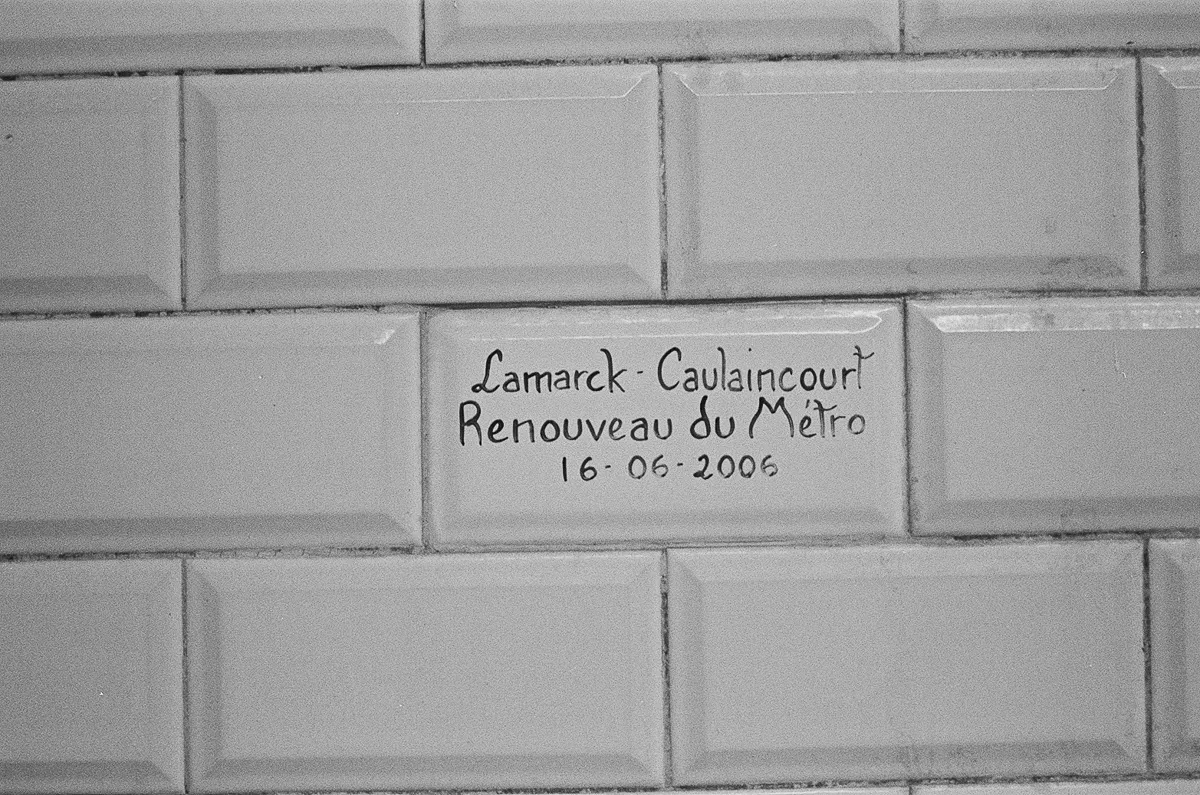 Lamarck - Caulaincourt
Renouveau du Métro
16-06-2006